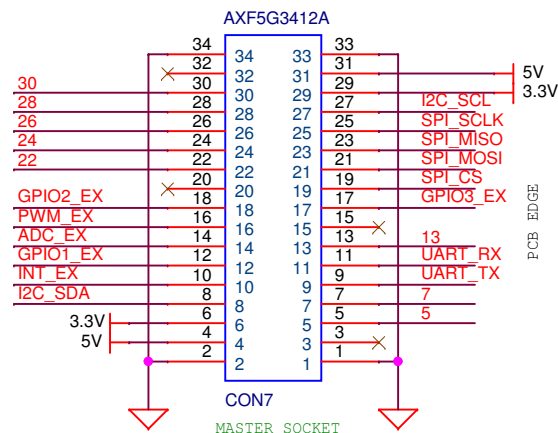 AXF5G3412A
34 34 33 33
32 32 31 31 5V
30 30 30 29 29 3.3V
28 28 28 27 27 I2C_SCL
26 26 26 25 25 SPI_SCLK
24 24 24 23 23 SPI_MISO
22 22 22 21 21 SPI_MOSI
20 20 19 19 SPI_CS
GPIO2_EX 18 18 17 17 GPIO3_EX
PWM_EX 16 16 15 15
ADC_EX 14 14 13 13 13
GPIO1_EX 12 12 11 11 UART_RX
INT_EX 10 10 9 9 UART_TX
I2C_SDA 8 8 7 7 7
3.3V 6 6 5 5 5
5V 4 4 3 3
2 2 1 1
PCB EDGE
CON7
MASTER SOCKET